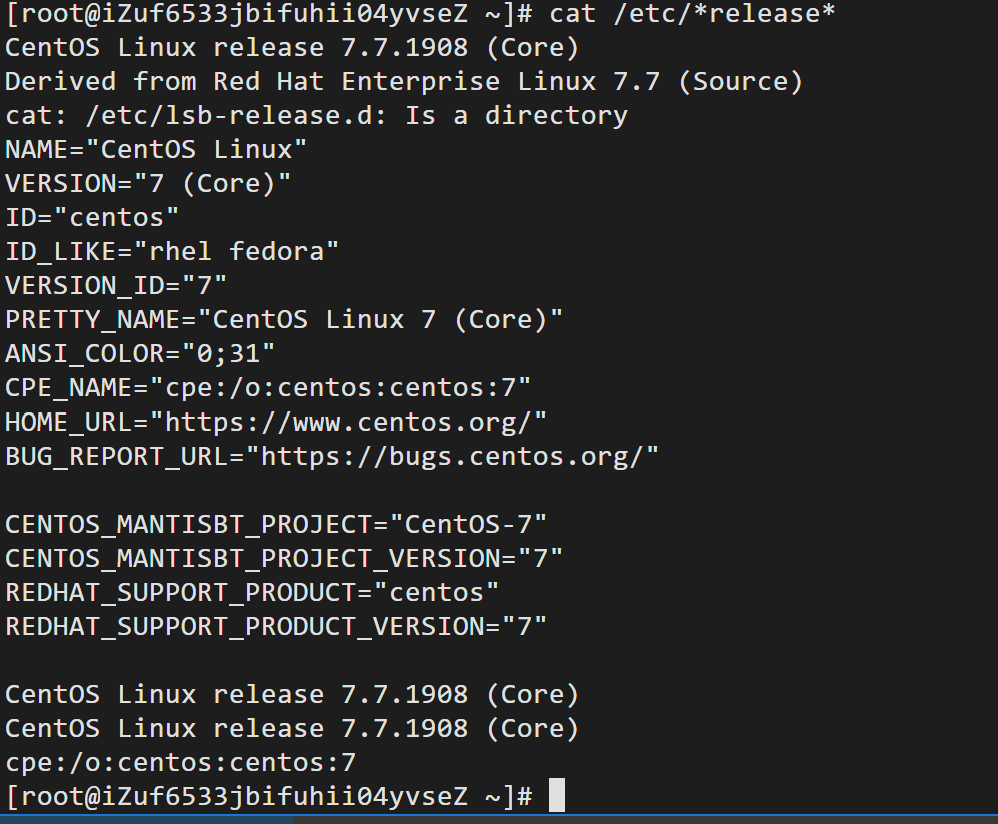 [root@iZuf6533jbifuhii04yvseZ ~]# cat /etc/*release*
CentOS Linux release 7.7.1908 (Core)
Derived from Red Hat Enterprise Linux 7.7 (Source)
cat: /etc/lsb-release.d: Is a directory
NAME="CentOS Linux"
VERSION="7 (Core)"
ID="centos"
ID_LIKE="rhel fedora"
VERSION_ID="7"
PRETTY_NAME="CentOS Linux 7 (Core)"
ANSI_COLOR="0;31"
CPE_NAME="cpe:/o:centos:centos:7"
HOME_URL="https://www.centos.org/"
BUG_REPORT_URL="https://bugs.centos.org/"
CENTOS_MANTISBT_PROJECT="CentOS-7"
CENTOS_MANTISBT_PROJECT_VERSION="7"
REDHAT_SUPPORT_PRODUCT="centos"
REDHAT_SUPPORT_PRODUCT_VERSION="7"
CentOS Linux release 7.7.1908 (Core)
CentOS Linux release 7.7.1908 (Core)
cpe:/o:centos:centos:7
[root@iZuf6533jbifuhii04yvseZ ~]#